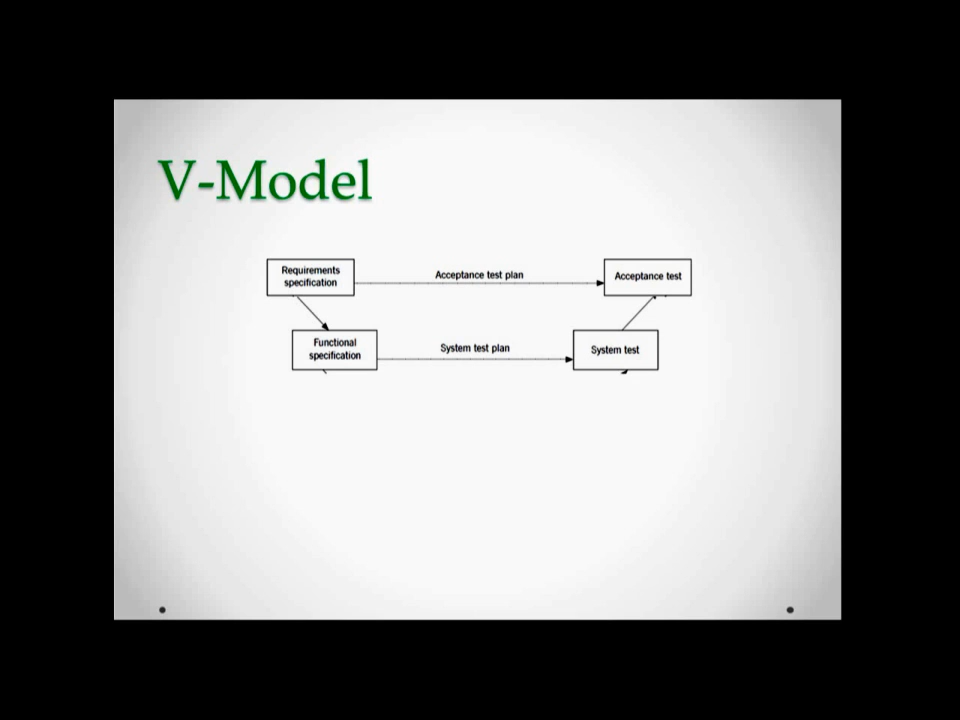 V-Model
Requirements
specification
Acceptance test plan
Acceptance test
Functional
specification
System test plan
System test